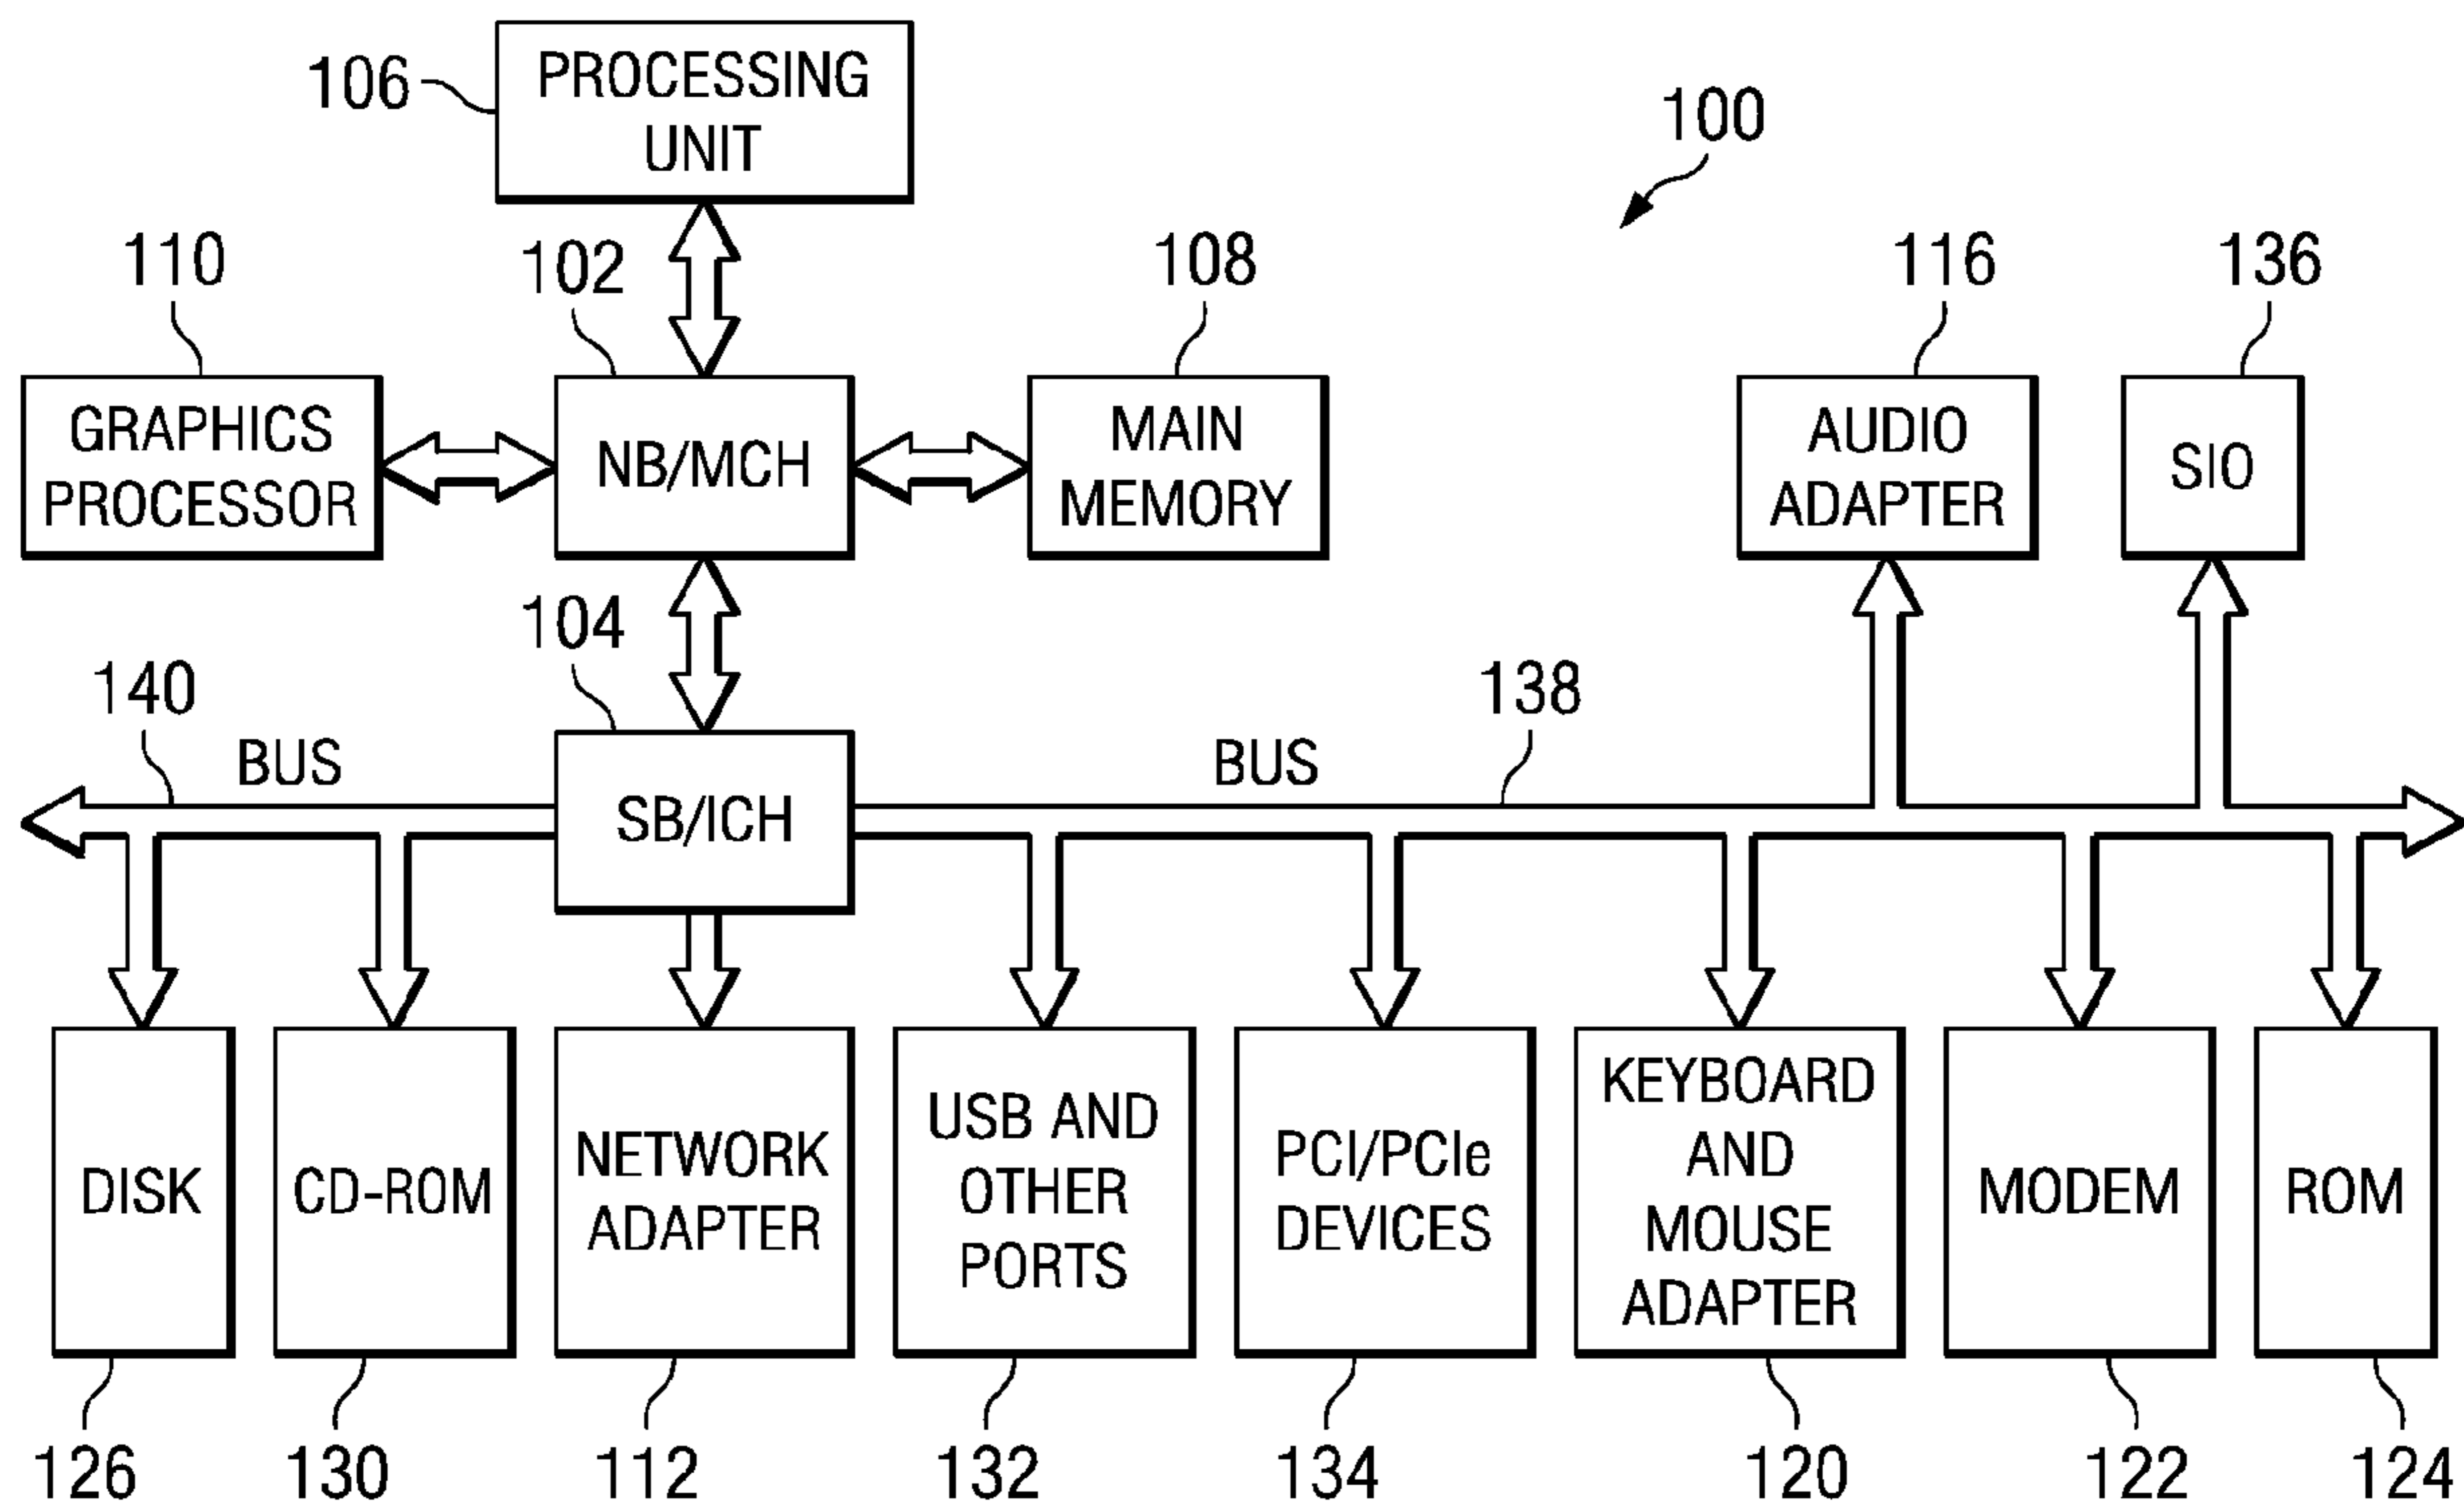 106
PROCESSING
UNIT
100
110
102
108
116
136
GRAPHICS
PROCESSOR
NB/MCH
MAIN
MEMORY
AUDIO
ADAPTER
SIO
104
140
BUS
138
BUS
SB/ICH
DISK
CD-ROM
NETWORK
ADAPTER
USB AND
OTHER
PORTS
PCI/PCIe
DEVICES
KEYBOARD
AND
MOUSE
ADAPTER
MODEM
ROM
126
130
112
132
134
120
122
124